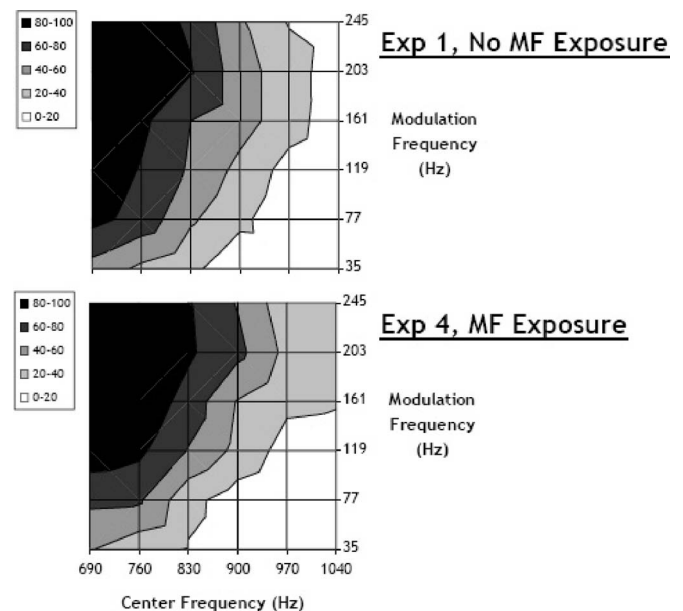 80-100
60-80
40-60
20-40
0-20
245
203
161
119
77
35
Exp 1, No MF Exposure
Modulation
Frequency
(Hz)
80-100
60-80
40-60
20-40
0-20
245
203
161
119
77
35
Exp 4, MF Exposure
Modulation
Frequency
(Hz)
690 760 830 900 970 1040
Center Frequency (Hz)